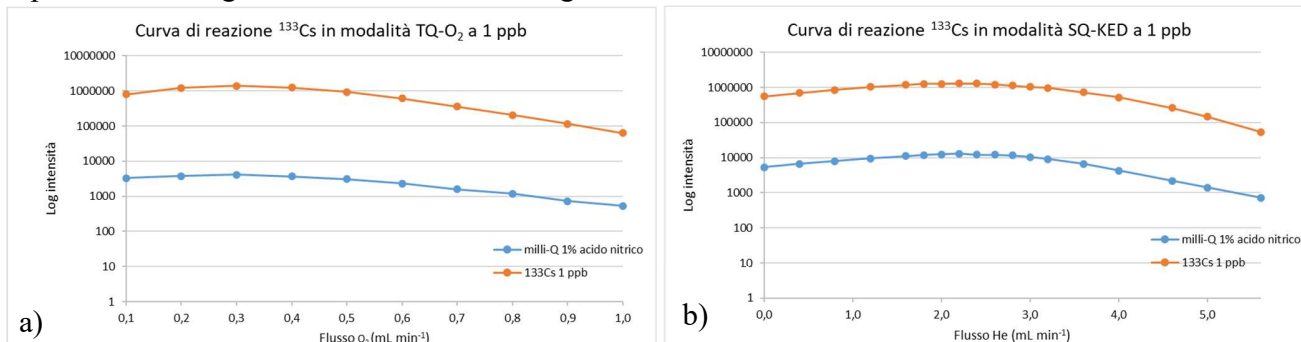 Curva di reazione ¹³³Cs in modalità TQ-O₂ a 1 ppb
Log intensità
10000000
1000000
100000
10000
1000
100
10
1
milli-Q 1% acido nitrico
133Cs 1 ppb
0,1 0,2 0,3 0,4 0,5 0,6 0,7 0,8 0,9 1,0
Flusso O₂ (mL min⁻¹)
a)
Curva di reazione ¹³³Cs in modalità SQ-KED a 1 ppb
Log intensità
10000000
1000000
100000
10000
1000
100
10
1
milli-Q 1% acido nitrico
133Cs 1 ppb
0,0 1,0 2,0 3,0 4,0 5,0
Flusso He (mL min⁻¹)
b)